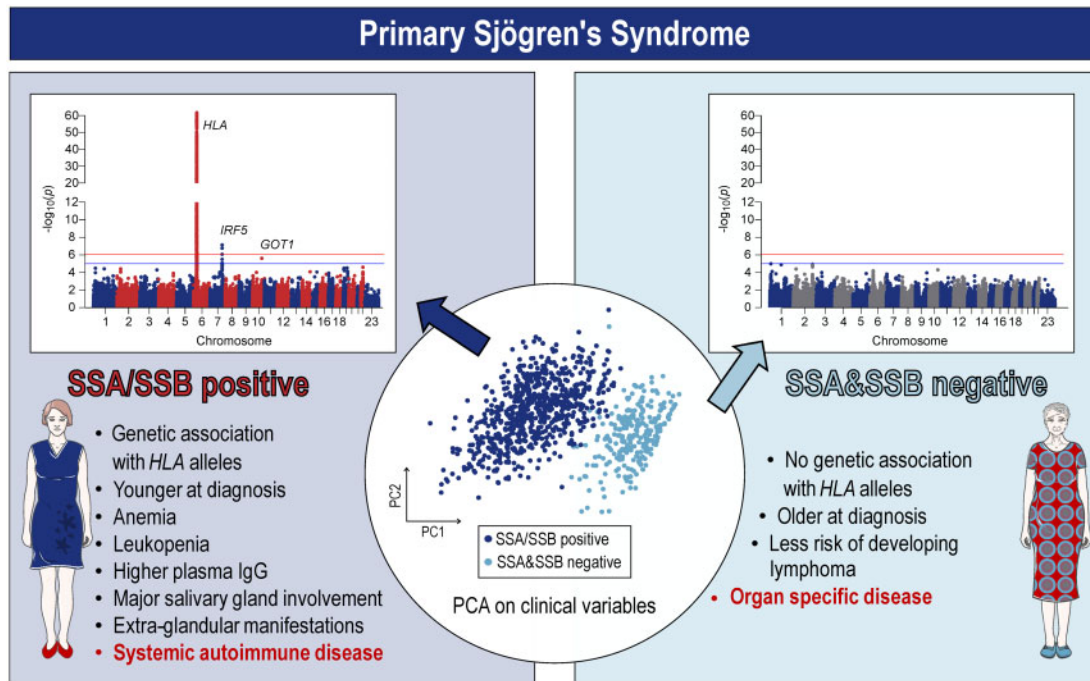 Primary Sjögren's Syndrome
60
50
40
30
20
12
10
8
6
4
2
0
-log10(p)
HLA
IRF5
GOT1
1 2 3 4 5 6 7 8 9 10 12 14 16 18 23
Chromosome
SSA/SSB positive
• Genetic association
with HLA alleles
• Younger at diagnosis
• Anemia
• Leukopenia
• Higher plasma IgG
• Major salivary gland involvement
• Extra-glandular manifestations
• Systemic autoimmune disease
PC2
PC1
SSA/SSB positive
SSA&SSB negative
PCA on clinical variables
60
50
40
30
20
12
10
8
6
4
2
0
-log10(p)
1 2 3 4 5 6 7 8 9 10 12 14 16 18 23
Chromosome
SSA&SSB negative
• No genetic association
with HLA alleles
• Older at diagnosis
• Less risk of developing
lymphoma
• Organ specific disease